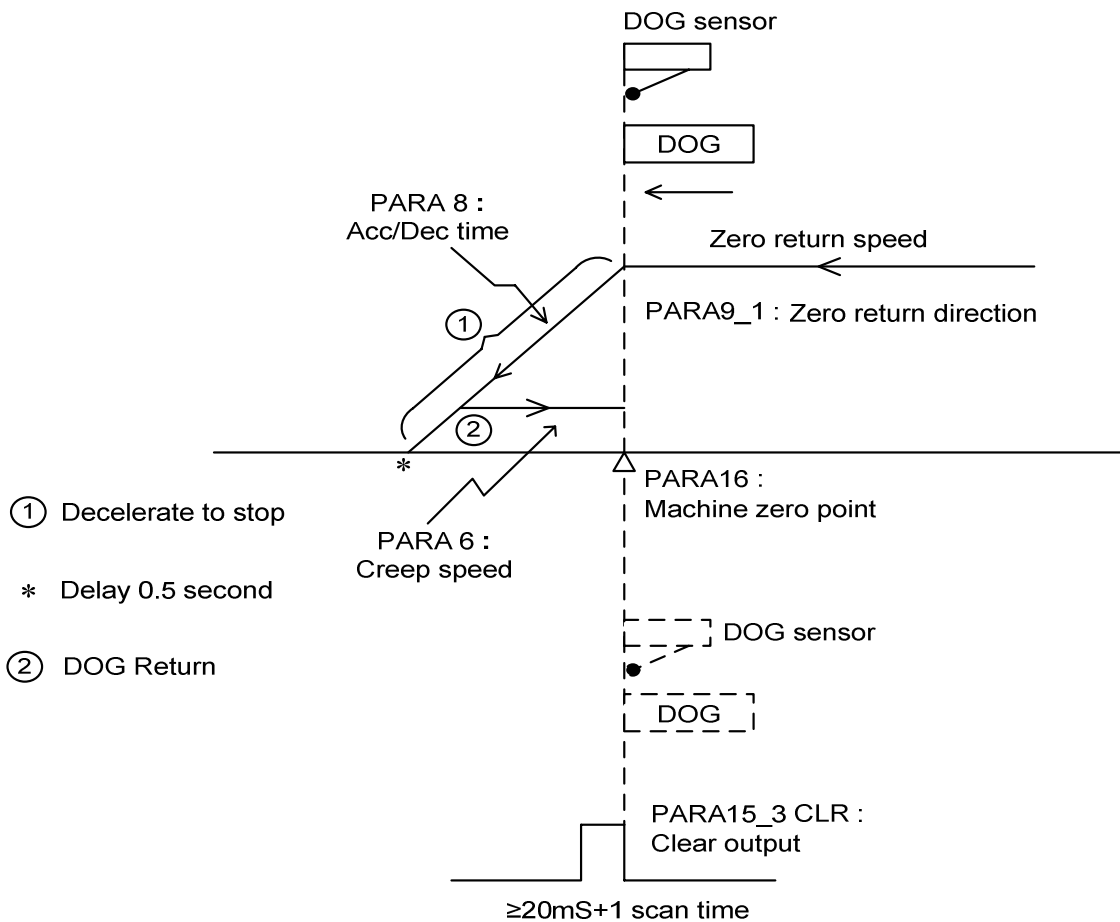 DOG sensor
DOG
PARA 8 :
Acc/Dec time
Zero return speed
PARA9_1 : Zero return direction
①
②
*
PARA16 :
Machine zero point
① Decelerate to stop
PARA 6 :
Creep speed
* Delay 0.5 second
DOG sensor
② DOG Return
DOG
PARA15_3 CLR :
Clear output
≥20mS+1 scan time